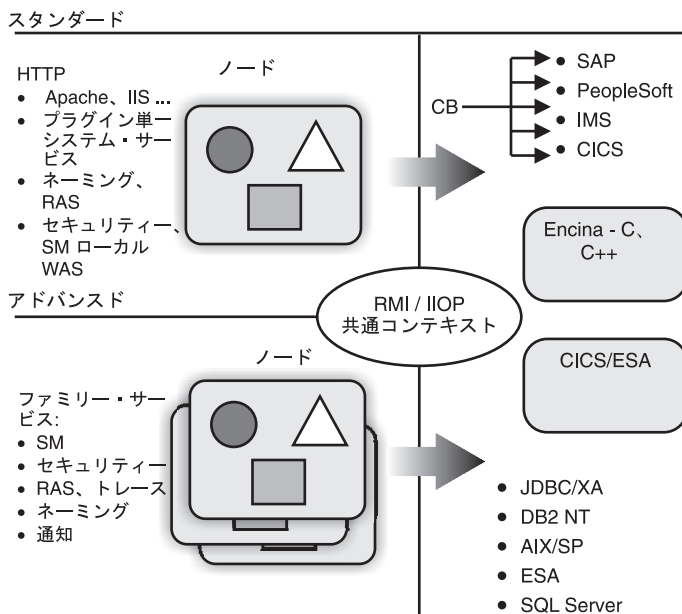 スタンダード
HTTP
• Apache、IIS ...
• プラグイン単一
システム・サー
ビス
• ネーミング、
RAS
• セキュリティー、
SM ローカル
WAS
ノード
CB
• SAP
• PeopleSoft
• IMS
• CICS
Encina - C、
C++
アドバンスド
RMI / IIOP
共通コンテキスト
ノード
CICS/ESA
ファミリー・サー
ビス:
• SM
• セキュリティー
• RAS、トレース
• ネーミング
• 通知
• JDBC/XA
• DB2 NT
• AIX/SP
• ESA
• SQL Server